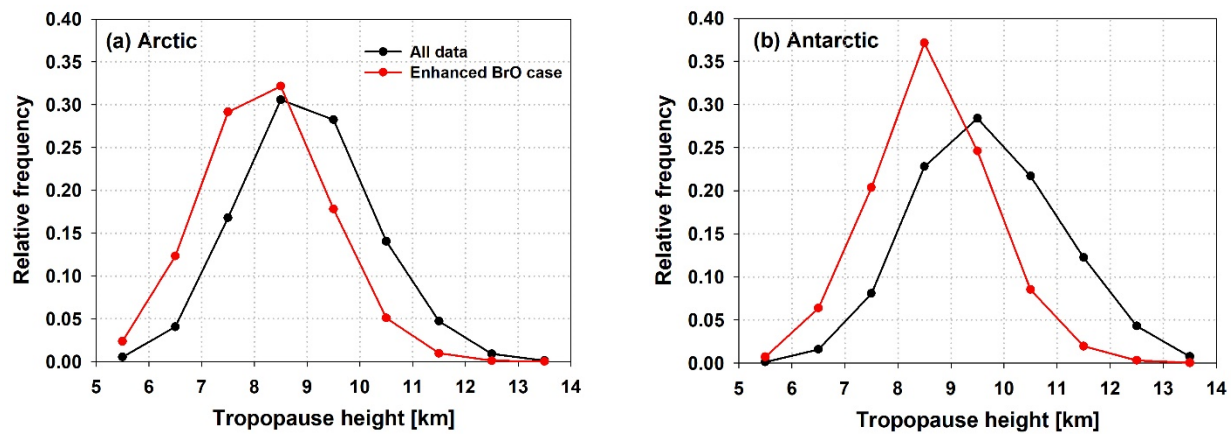 (a) Arctic
All data
Enhanced BrO case
Relative frequency
0.40
0.35
0.30
0.25
0.20
0.15
0.10
0.05
0.00
5 6 7 8 9 10 11 12 13 14
Tropopause height [km]
(b) Antarctic
Relative frequency
0.40
0.35
0.30
0.25
0.20
0.15
0.10
0.05
0.00
5 6 7 8 9 10 11 12 13 14
Tropopause height [km]